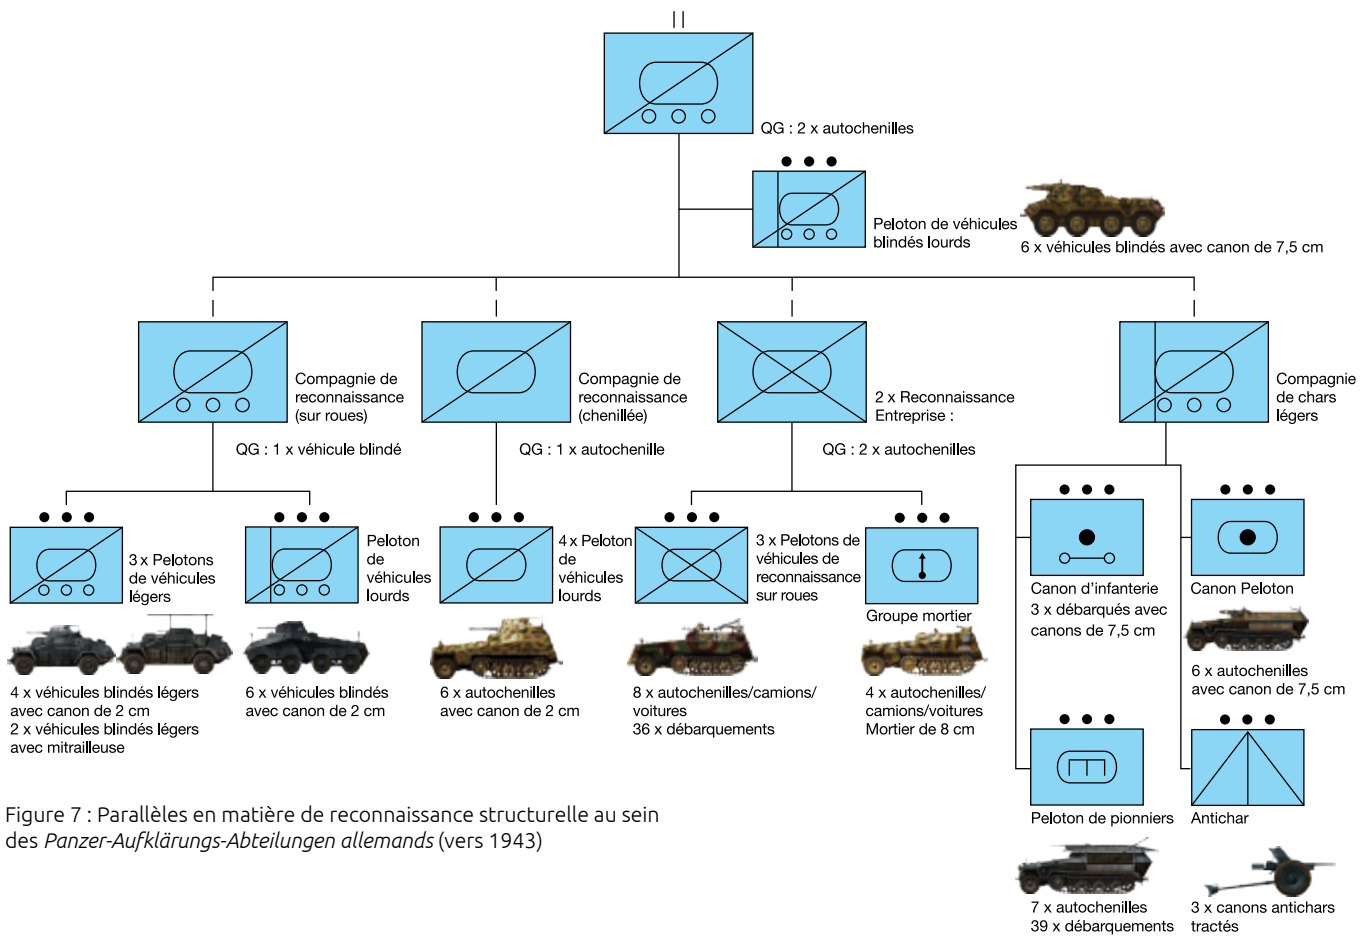 QG : 2 x autochenilles
Peloton de véhicules
blindés lourds
6 x véhicules blindés avec canon de 7,5 cm
Compagnie de
reconnaissance
(sur roues)
QG : 1 x véhicule blindé
Compagnie de
reconnaissance
(chenillée)
QG : 1 x autochenille
2 x Reconnaissance
Entreprise :
QG : 2 x autochenilles
Compagnie
de chars
légers
3 x Pelotons
de véhicules
légers
4 x véhicules blindés légers
avec canon de 2 cm
2 x véhicules blindés légers
avec mitrailleuse
Peloton
de
véhicules
lourds
6 x véhicules blindés
avec canon de 2 cm
4 x Peloton
de
véhicules
lourds
6 x autochenilles
avec canon de 2 cm
3 x Pelotons de
véhicules de
reconnaissance
sur roues
8 x autochenilles/camions/
voitures
36 x débarquements
Groupe mortier
4 x autochenilles/
camions/voitures
Mortier de 8 cm
Canon d'infanterie
3 x débarqués avec
canons de 7,5 cm
Canon Peloton
6 x autochenilles
avec canon de 7,5 cm
Peloton de pionniers
7 x autochenilles
39 x débarquements
Antichar
3 x canons antichars
tractés
Figure 7 : Parallèles en matière de reconnaissance structurelle au sein
des Panzer-Aufklärungs-Abteilungen allemands (vers 1943)